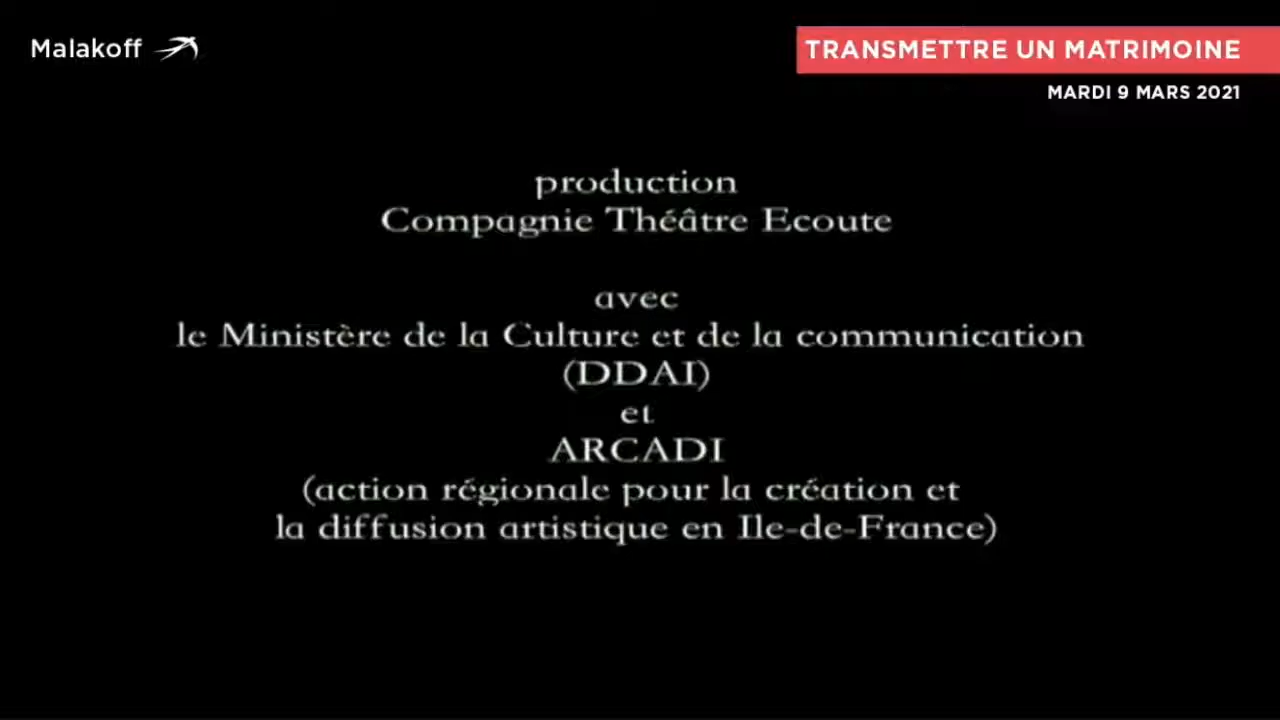 Malakoff
TRANSMETTRE UN MATRIMOINE
MARDI 9 MARS 2021
production
Compagnie Théâtre Ecoute
avec
le Ministère de la Culture et de la communication
(DDAI)
et
ARCADI
(action régionale pour la création et
la diffusion artistique en Ile-de-France)